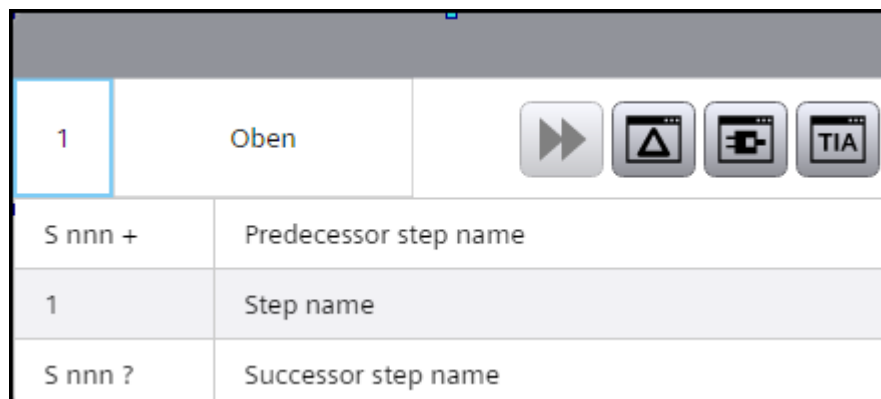 1 Oben TIA
S nnn + Predecessor step name
1 Step name
S nnn ? Successor step name